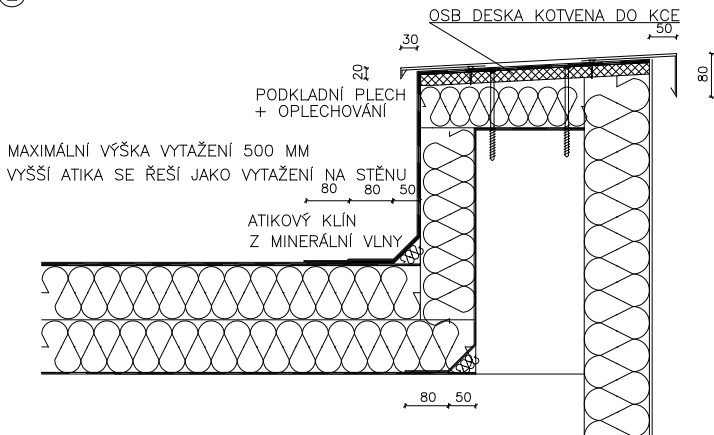 OSB DESKA KOTVENA DO KCE
30
50
20
80
PODKLADNÍ PLECH
+ OPLECHOVÁNÍ
MAXIMÁLNÍ VÝŠKA VYTAŽENÍ 500 MM
VYŠŠÍ ATIKA SE ŘEŠÍ JAKO VYTAŽENÍ NA STĚNU
80 80 50
ATIKOVÝ KLÍN
Z MINERÁLNÍ VLNY
80 50